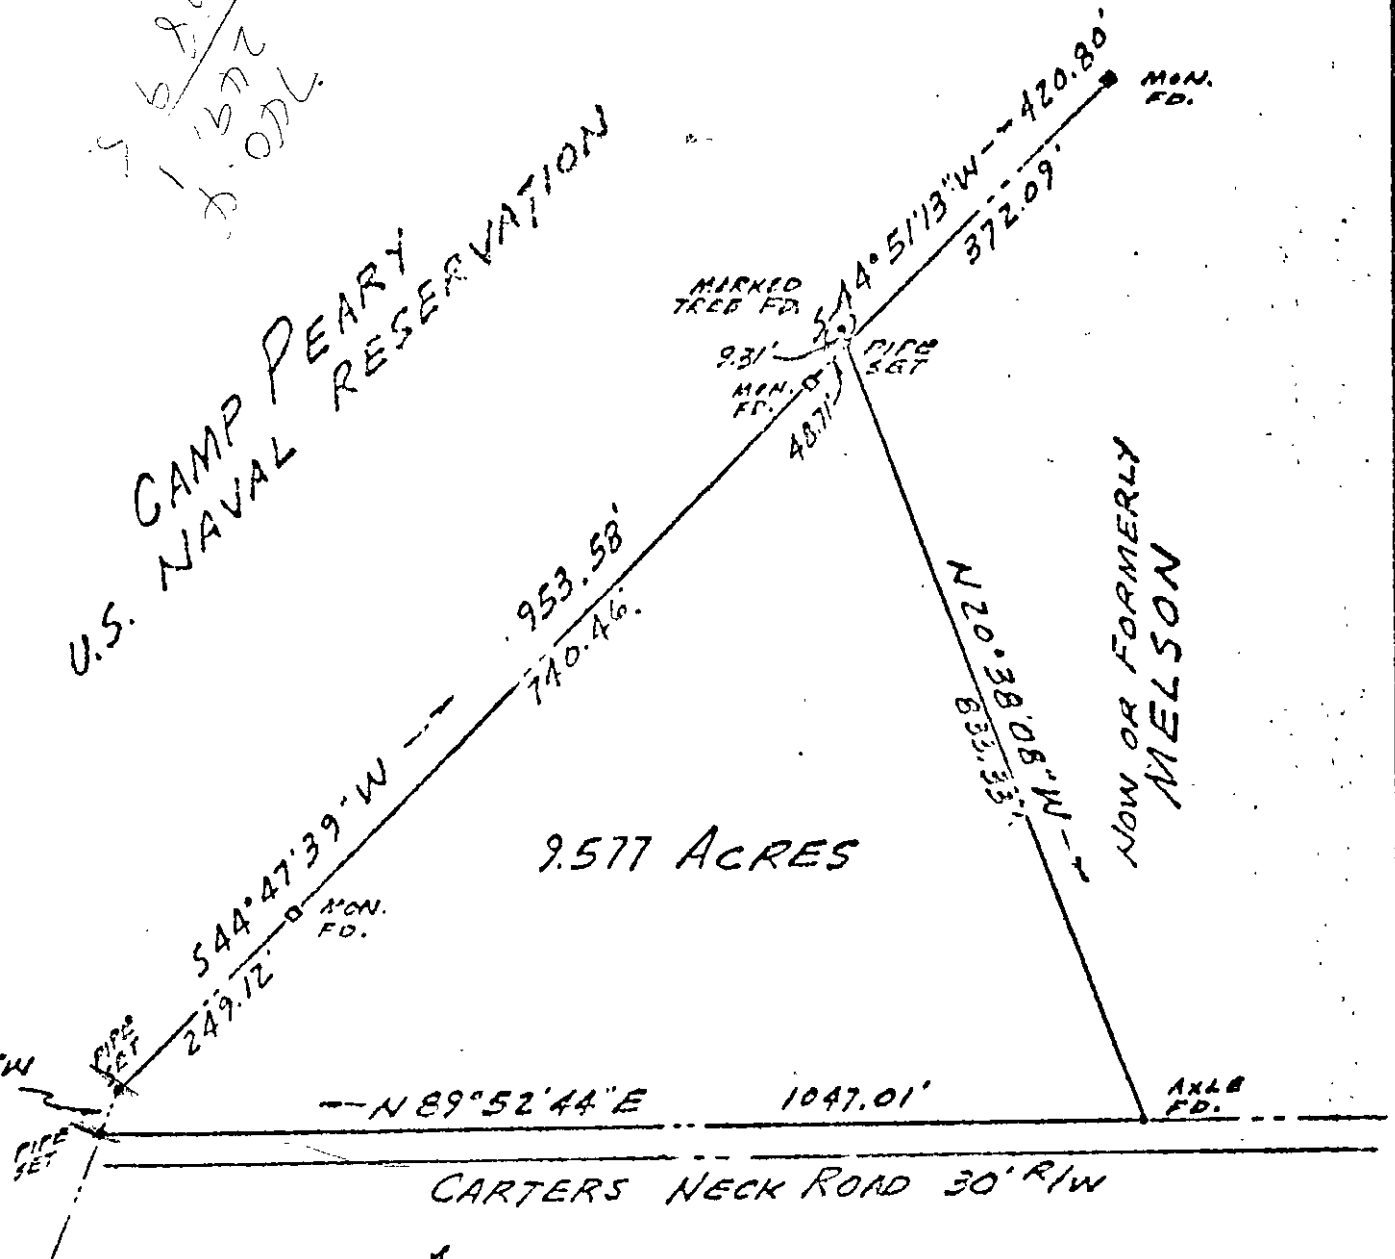 CAMP PEARY
U.S. NAVAL RESERVATION
S 44° 51' 13" W -- 420.80'
372.09'
MON.
FD.
MARKED
TREE FD.
9.31'
PIPE
SET
MON.
FD.
48.71'
953.58'
740.46'
S 44° 47' 39" W --
249.12'
MON.
FD.
N 20° 38' 08" W --
833.33'
NOW OR FORMERLY
MELSON
9.577 ACRES
PIPE
SET
"W
PIPE
SET
-- N 89° 52' 44" E 1047.01'
AXLE
FD.
CARTERS NECK ROAD 30' R/W